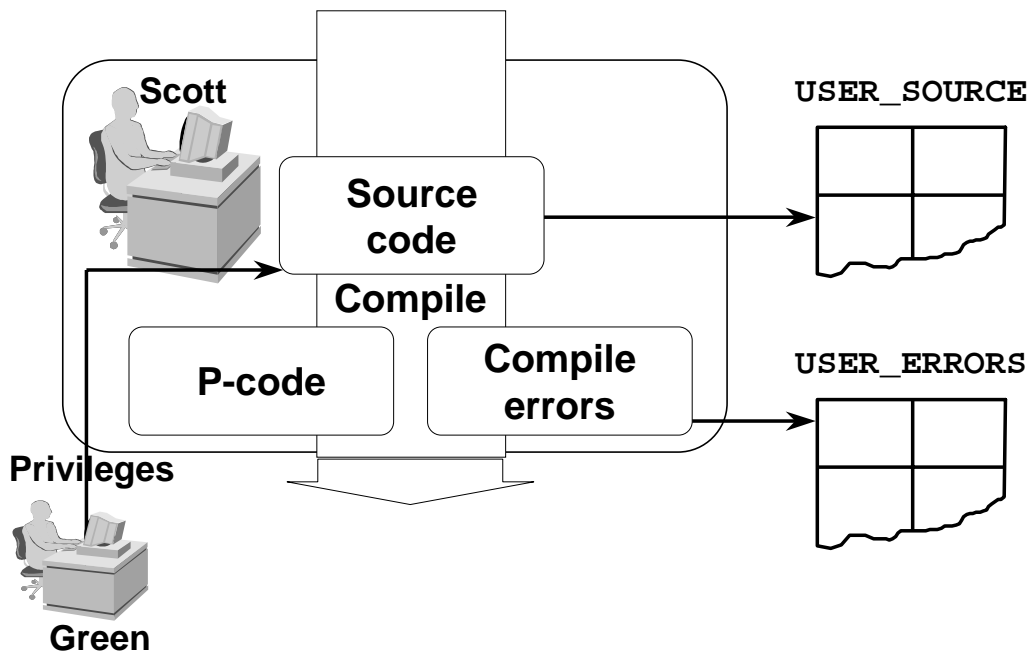 Scott
USER_SOURCE
Source
code
Compile
P-code
Compile
errors
USER_ERRORS
Privileges
Green